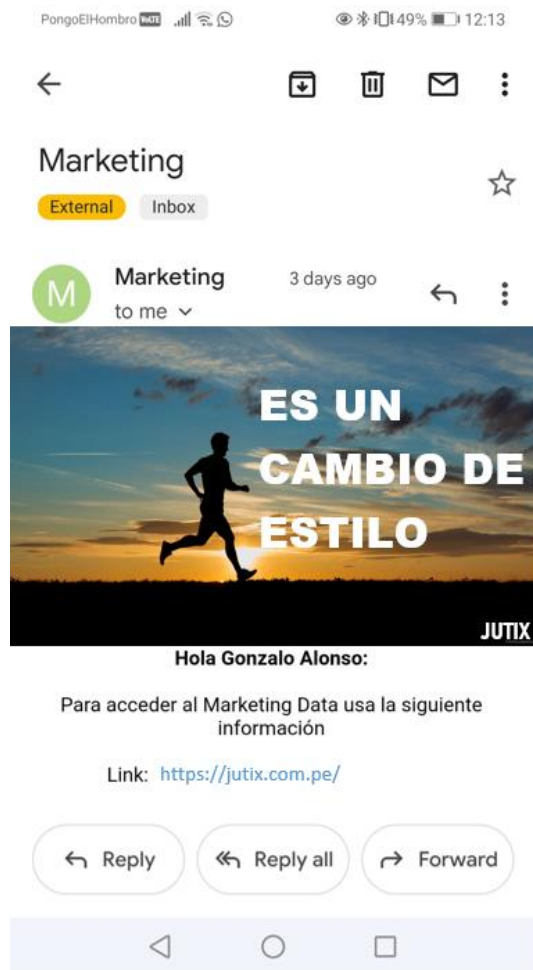 PongoElHombro VoLTE 49% 12:13
Marketing
External Inbox
M Marketing 3 days ago
to me
ES UN
CAMBIO DE
ESTILO
JUTIX
Hola Gonzalo Alonso:
Para acceder al Marketing Data usa la siguiente
información
Link: https://jutix.com.pe/
Reply Reply all Forward